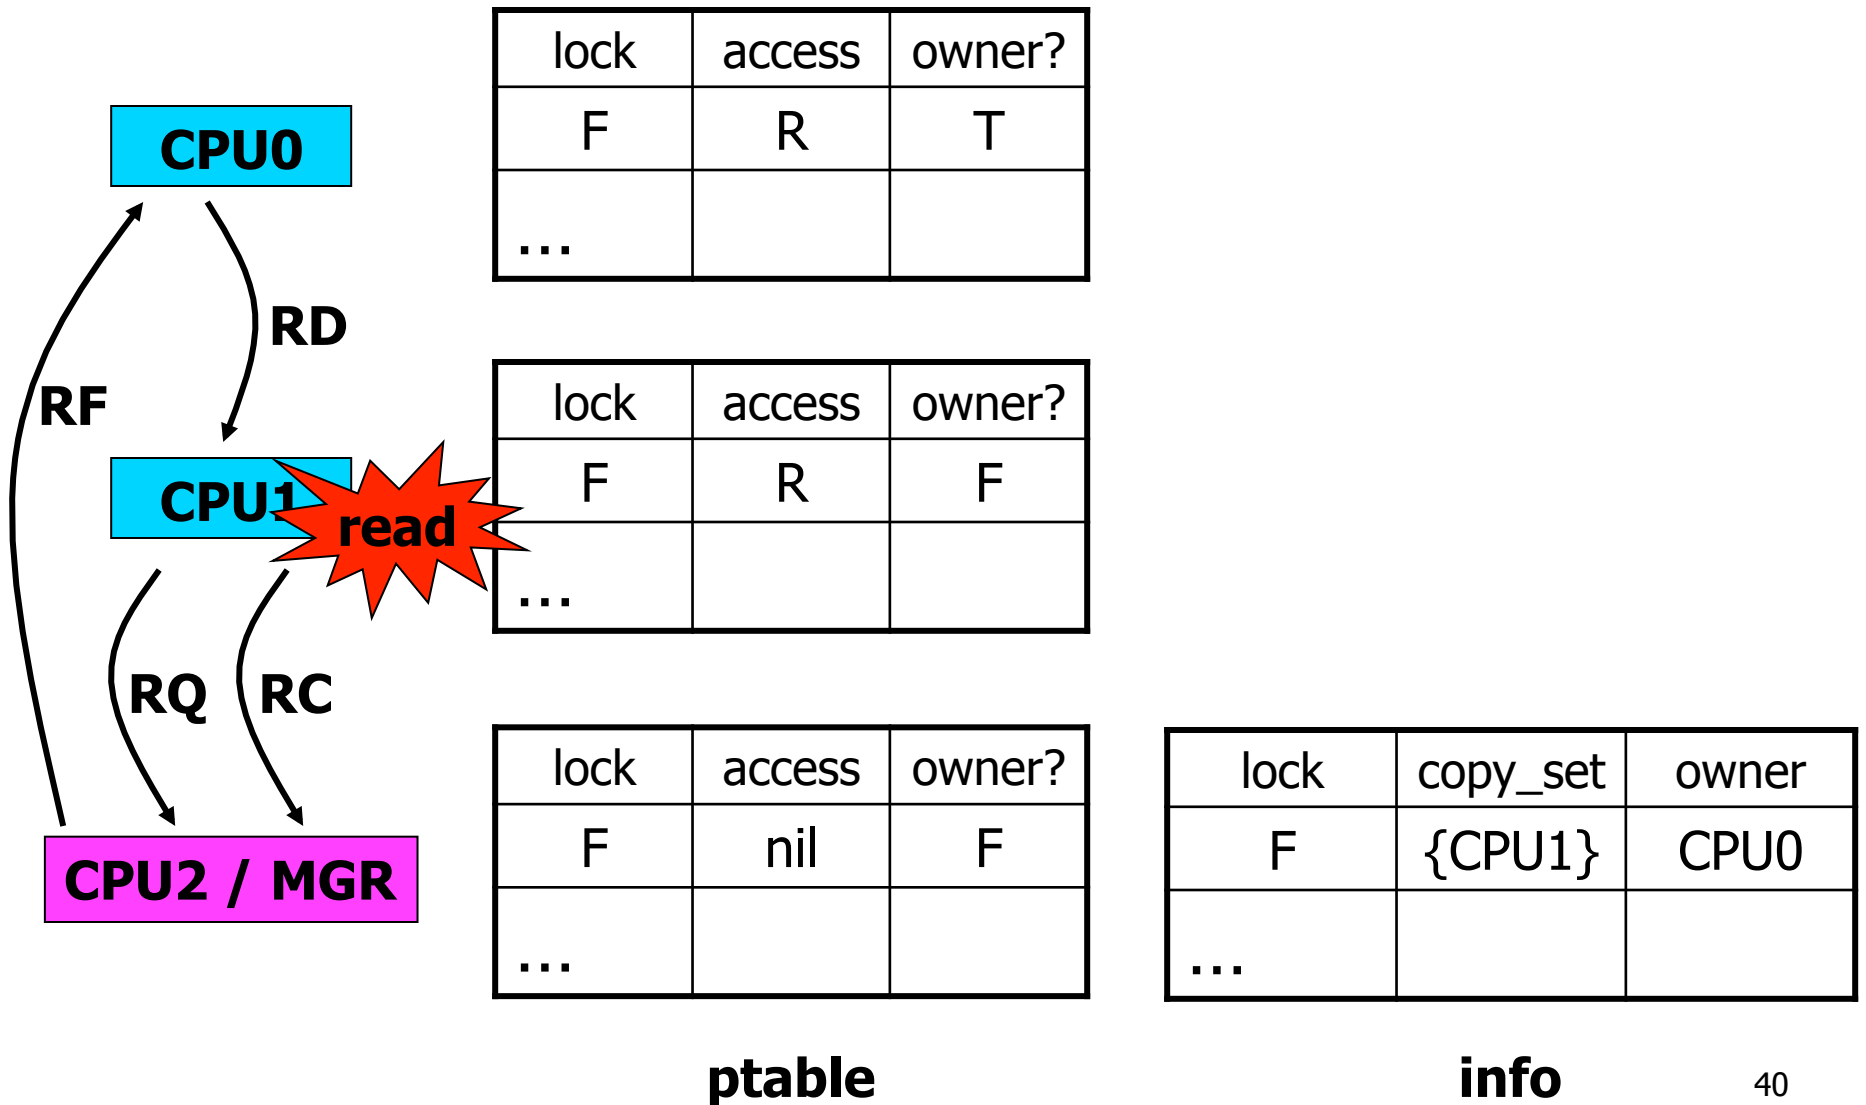 lock access owner?
F R T
...
CPU0
RD
RF
lock access owner?
F R F
...
CPU1
read
RQ RC
lock access owner?
F nil F
...
CPU2 / MGR
lock copy_set owner
F {CPU1} CPU0
...
ptable
info
40